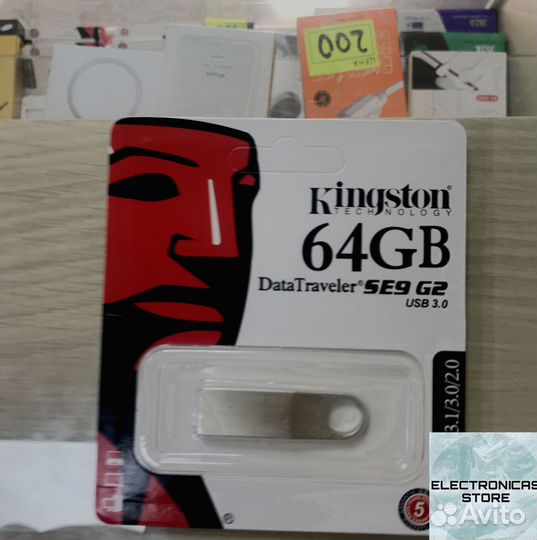 ЦЕНА
200
Kingston
TECHNOLOGY
64GB
DataTraveler® SE9 G2
USB 3.0
3.1/3.0/2.0
5
ELECTRONICAS
STORE
Avito